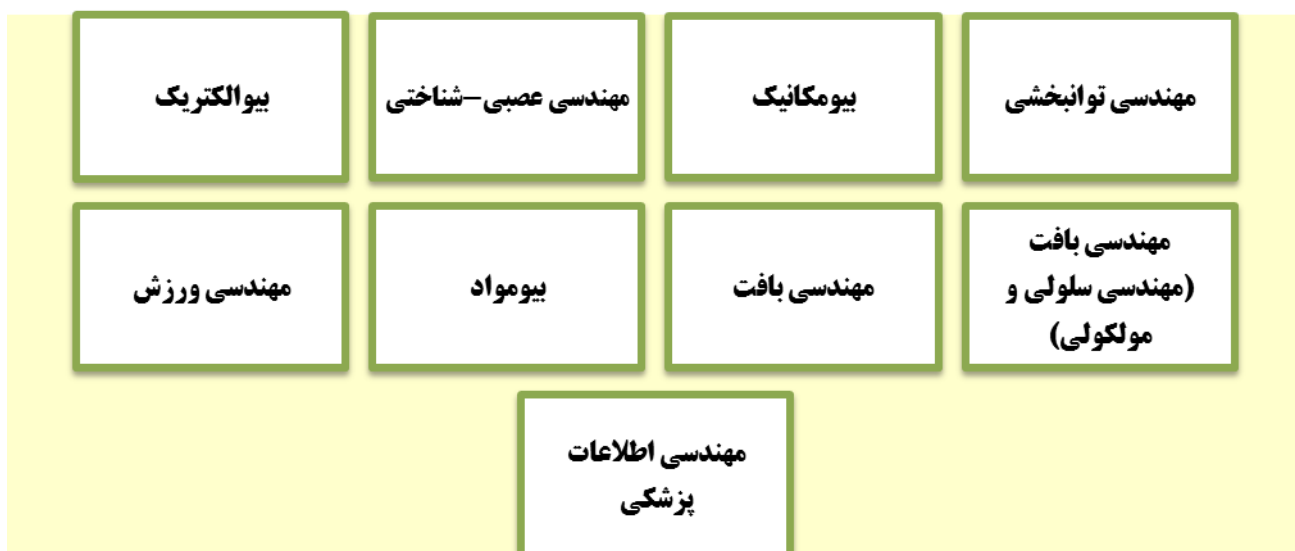 مهندسی توانبخشی
بیومکانیک
مهندسی عصبی–شناختی
بیوالکتریک
مهندسی بافت
(مهندسی سلولی و
مولکولی)
مهندسی بافت
بیومواد
مهندسی ورزش
مهندسی اطلاعات
پزشکی